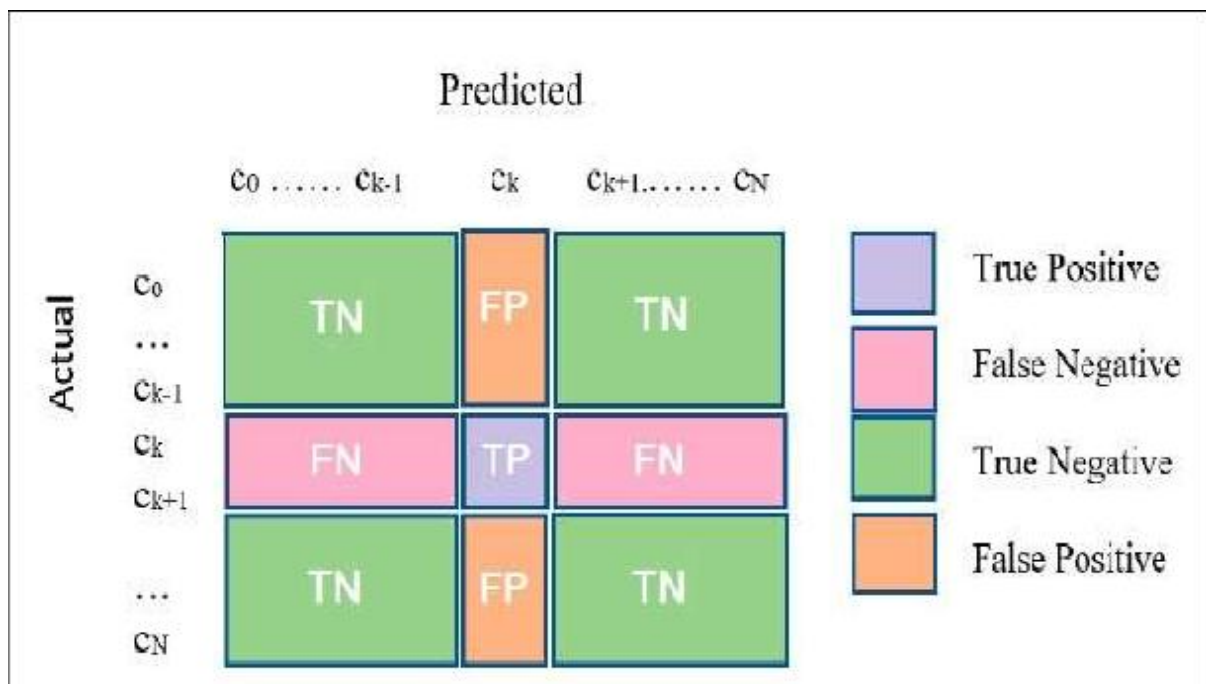 Predicted
c0 ...... ck-1 ck ck+1....... cN
Actual
c0
...
ck-1
ck
ck+1
...
cN
TN FP TN
FN TP FN
TN FP TN
True Positive
False Negative
True Negative
False Positive